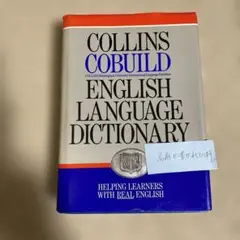 COLLINS
COBUILD
ENGLISH
LANGUAGE
DICTIONARY
HELPING LEARNERS
WITH REAL ENGLISH